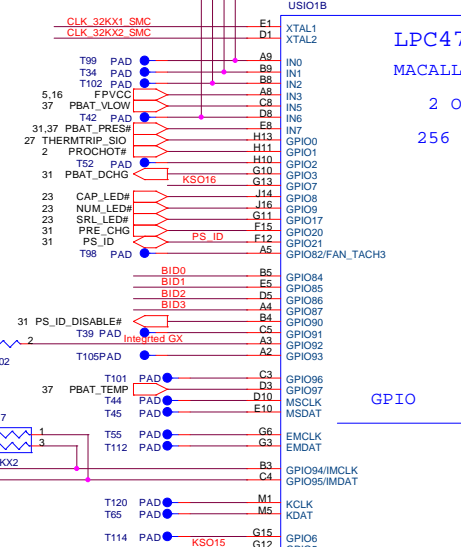 USIO1B
CLK_32KX1_SMC E1 XTAL1
CLK_32KX2_SMC D1 XTAL2
LPC47
T99 PAD A9 IN0
T34 PAD B9 IN1
MACALL
T102 PAD B8 IN2
5,16 FPVCC A8 IN3
37 PBAT_VLOW C8 IN5
2 O
T42 PAD D8 IN6
31,37 PBAT_PRES# E8 IN7
27 THERMTRIP_SIO H13 GPIO0
256
2 PROCHOT# H11 GPIO1
T52 PAD H10 GPIO2
31 PBAT_DCHG G10 GPIO3
KSO16 G13 GPIO7
23 CAP_LED# J14 GPIO8
23 NUM_LED# J16 GPIO9
23 SRL_LED# G11 GPIO17
31 PRE_CHG F15 GPIO20
31 PS_ID PS_ID F12 GPIO21
T98 PAD A5 GPIO82/FAN_TACH3
BID0 B5 GPIO84
BID1 E5 GPIO85
BID2 D5 GPIO86
BID3 A4 GPIO87
31 PS_ID_DISABLE# B4 GPIO90
T39 PAD C5 GPIO91
2 Integrted GX A3 GPIO92
02 T105PAD A2 GPIO93
T101 PAD C3 GPIO96
37 PBAT_TEMP D3 GPIO97
T44 PAD D10 MSCLK
GPIO
T45 PAD E10 MSDAT
7
1 T55 PAD G6 EMCLK
3 T112 PAD G3 EMDAT
KX2 B3 GPIO94/IMCLK
C4 GPIO95/IMDAT
T120 PAD M1 KCLK
T65 PAD M5 KDAT
T114 PAD G15 GPIO6
KSO15 G12